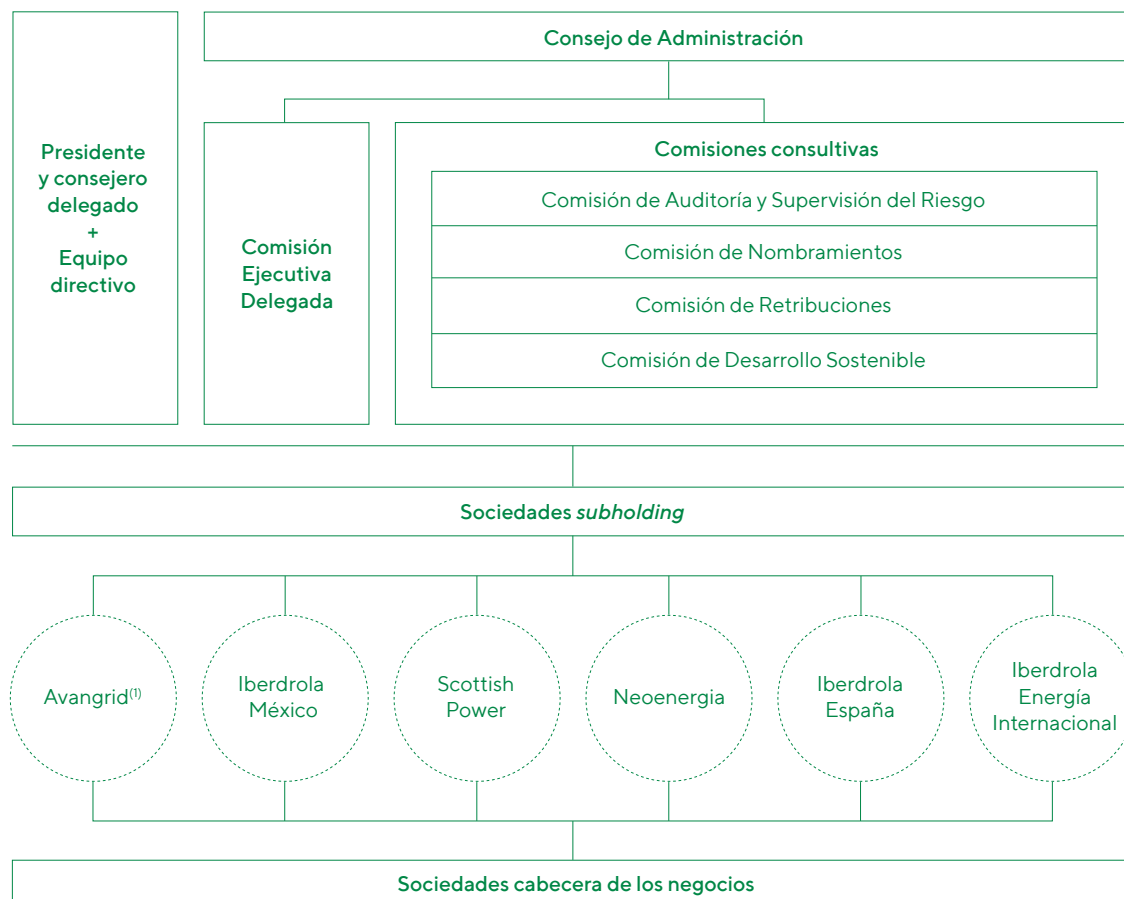 Consejo de Administración
Presidente
y consejero
delegado
+
Equipo
directivo
Comisión
Ejecutiva
Delegada
Comisiones consultivas
Comisión de Auditoría y Supervisión del Riesgo
Comisión de Nombramientos
Comisión de Retribuciones
Comisión de Desarrollo Sostenible
Sociedades subholding
Avangrid(1)
Iberdrola
México
Scottish
Power
Neoenergia
Iberdrola
España
Iberdrola
Energía
Internacional
Sociedades cabecera de los negocios